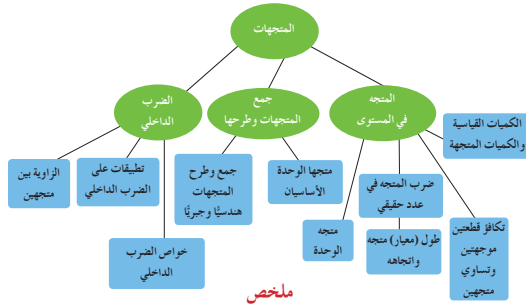 المتجهات
المتجه
في المستوى
جمع
المتجهات وطرحها
الضرب
الداخلي
الكميات القياسية
والكميات المتجهة
تكافؤ قطعتين
موجهتين
وتساوي
متجهين
ضرب المتجه في
عدد حقيقي
طول (معيار) متجه
واتجاهه
متجه
الوحدة
متجها الوحدة
الأساسيان
جمع وطرح
المتجهات
هندسيًّا وجبريًّا
خواص الضرب
الداخلي
تطبيقات على
الضرب الداخلي
الزاوية بين
متجهين
ملخص